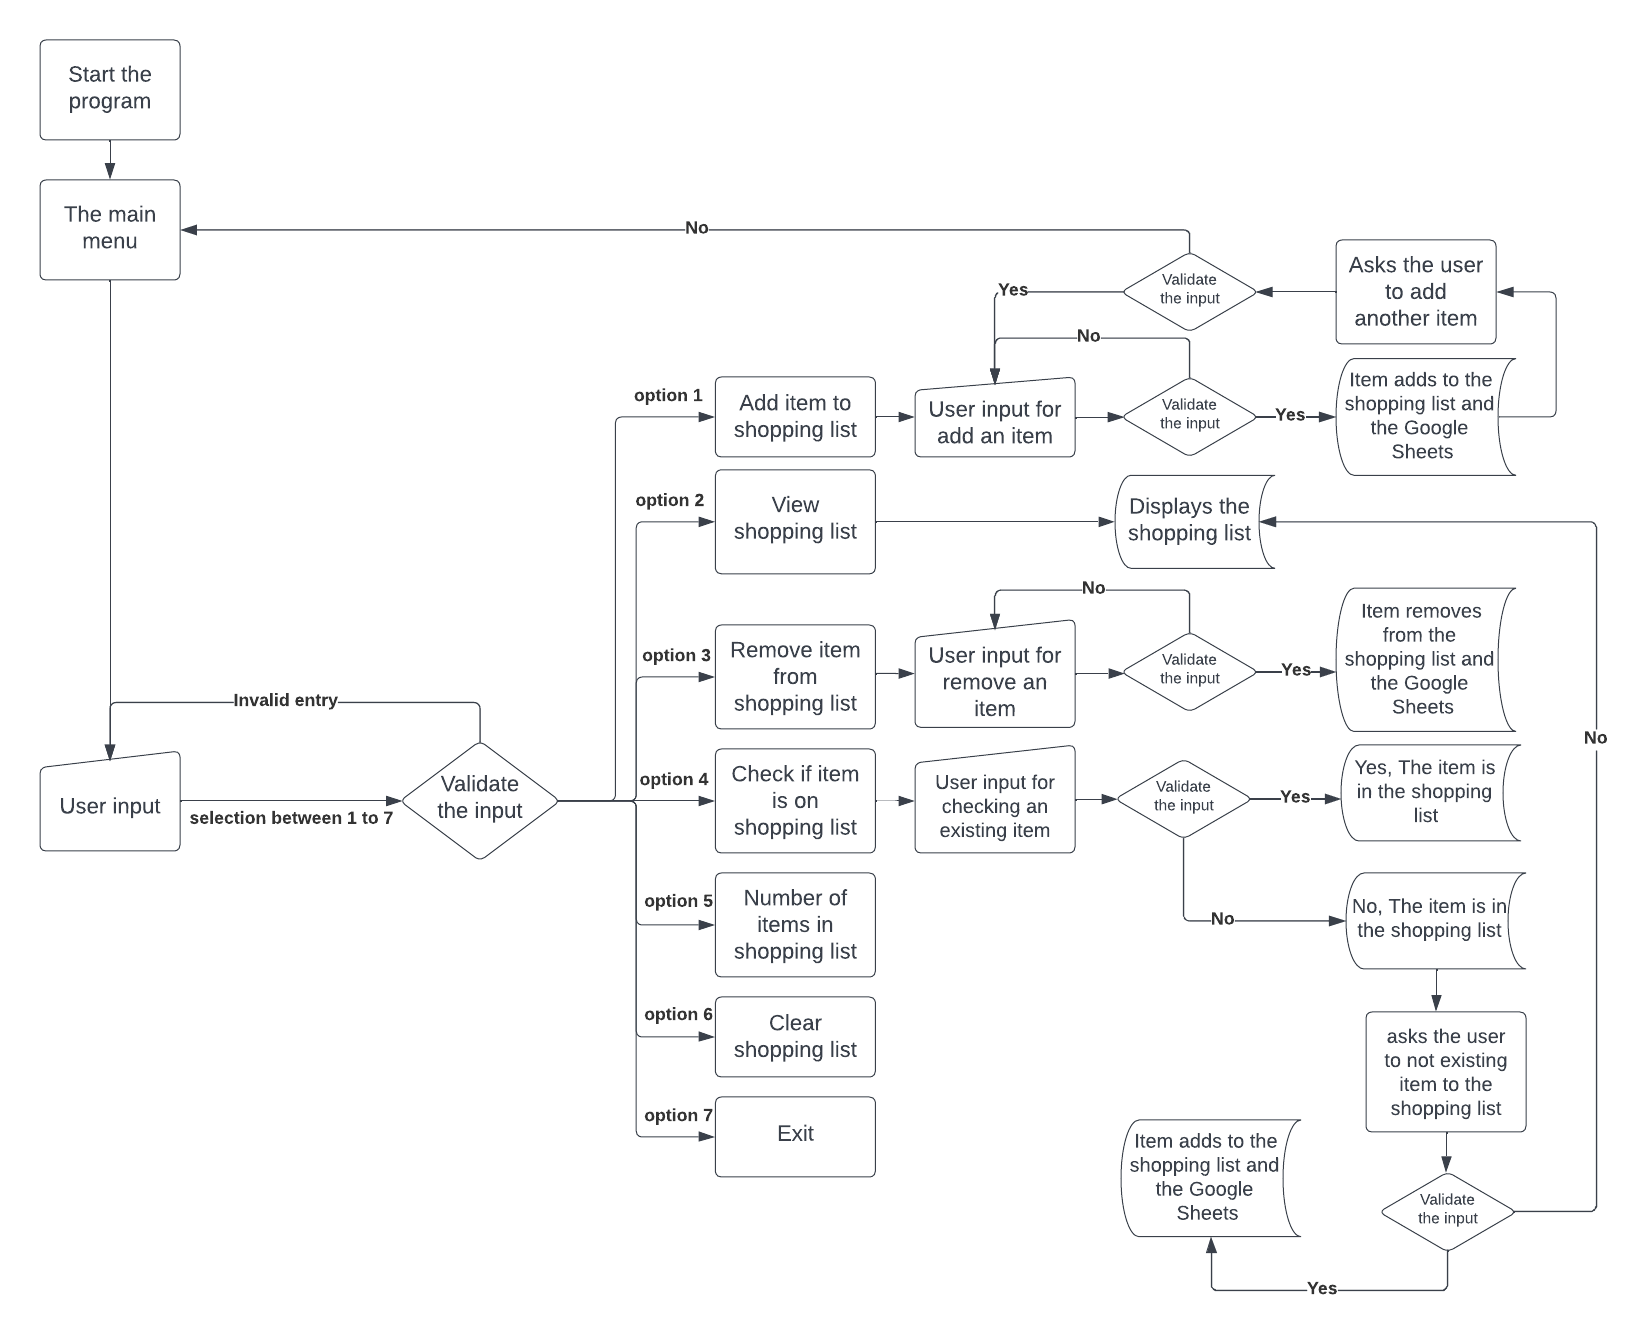 Start the
program
The main
menu
No
Validate
the input
Asks the user
to add
another item
Yes
No
option 1
Add item to
shopping list
User input for
add an item
Validate
the input
Yes
Item adds to the
shopping list and
the Google
Sheets
option 2
View
shopping list
Displays the
shopping list
No
option 3
Remove item
from
shopping list
User input for
remove an
item
Validate
the input
Yes
Item removes
from the
shopping list and
the Google
Sheets
Invalid entry
No
User input
selection between 1 to 7
Validate
the input
option 4
Check if item
is on
shopping list
User input for
checking an
existing item
Validate
the input
Yes
Yes, The item is
in the shopping
list
option 5
Number of
items in
shopping list
No
No, The item is in
the shopping list
option 6
Clear
shopping list
asks the user
to not existing
item to the
shopping list
option 7
Exit
Item adds to the
shopping list and
the Google
Sheets
Validate
the input
Yes